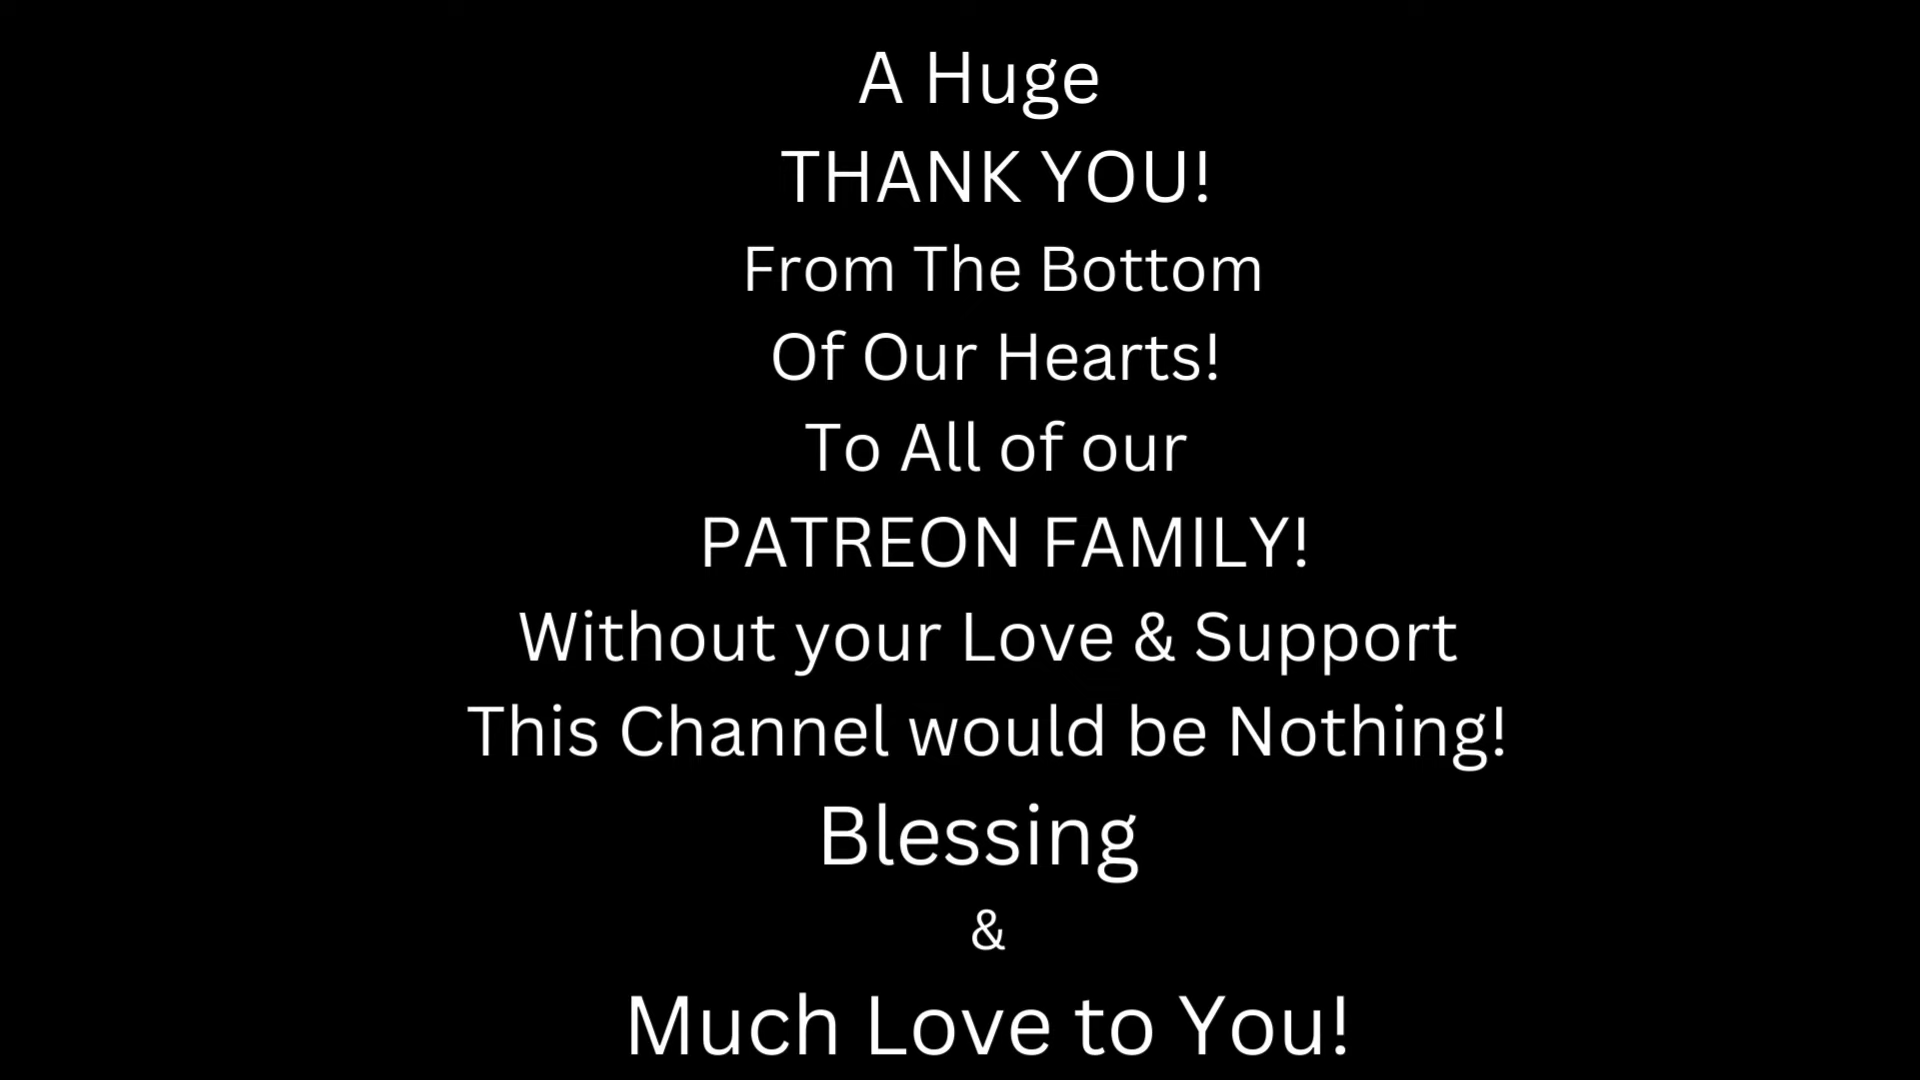 A Huge
THANK YOU!
From The Bottom
Of Our Hearts!
To All of our
PATREON FAMILY!
Without your Love & Support
This Channel would be Nothing!
Blessing
&
Much Love to You!